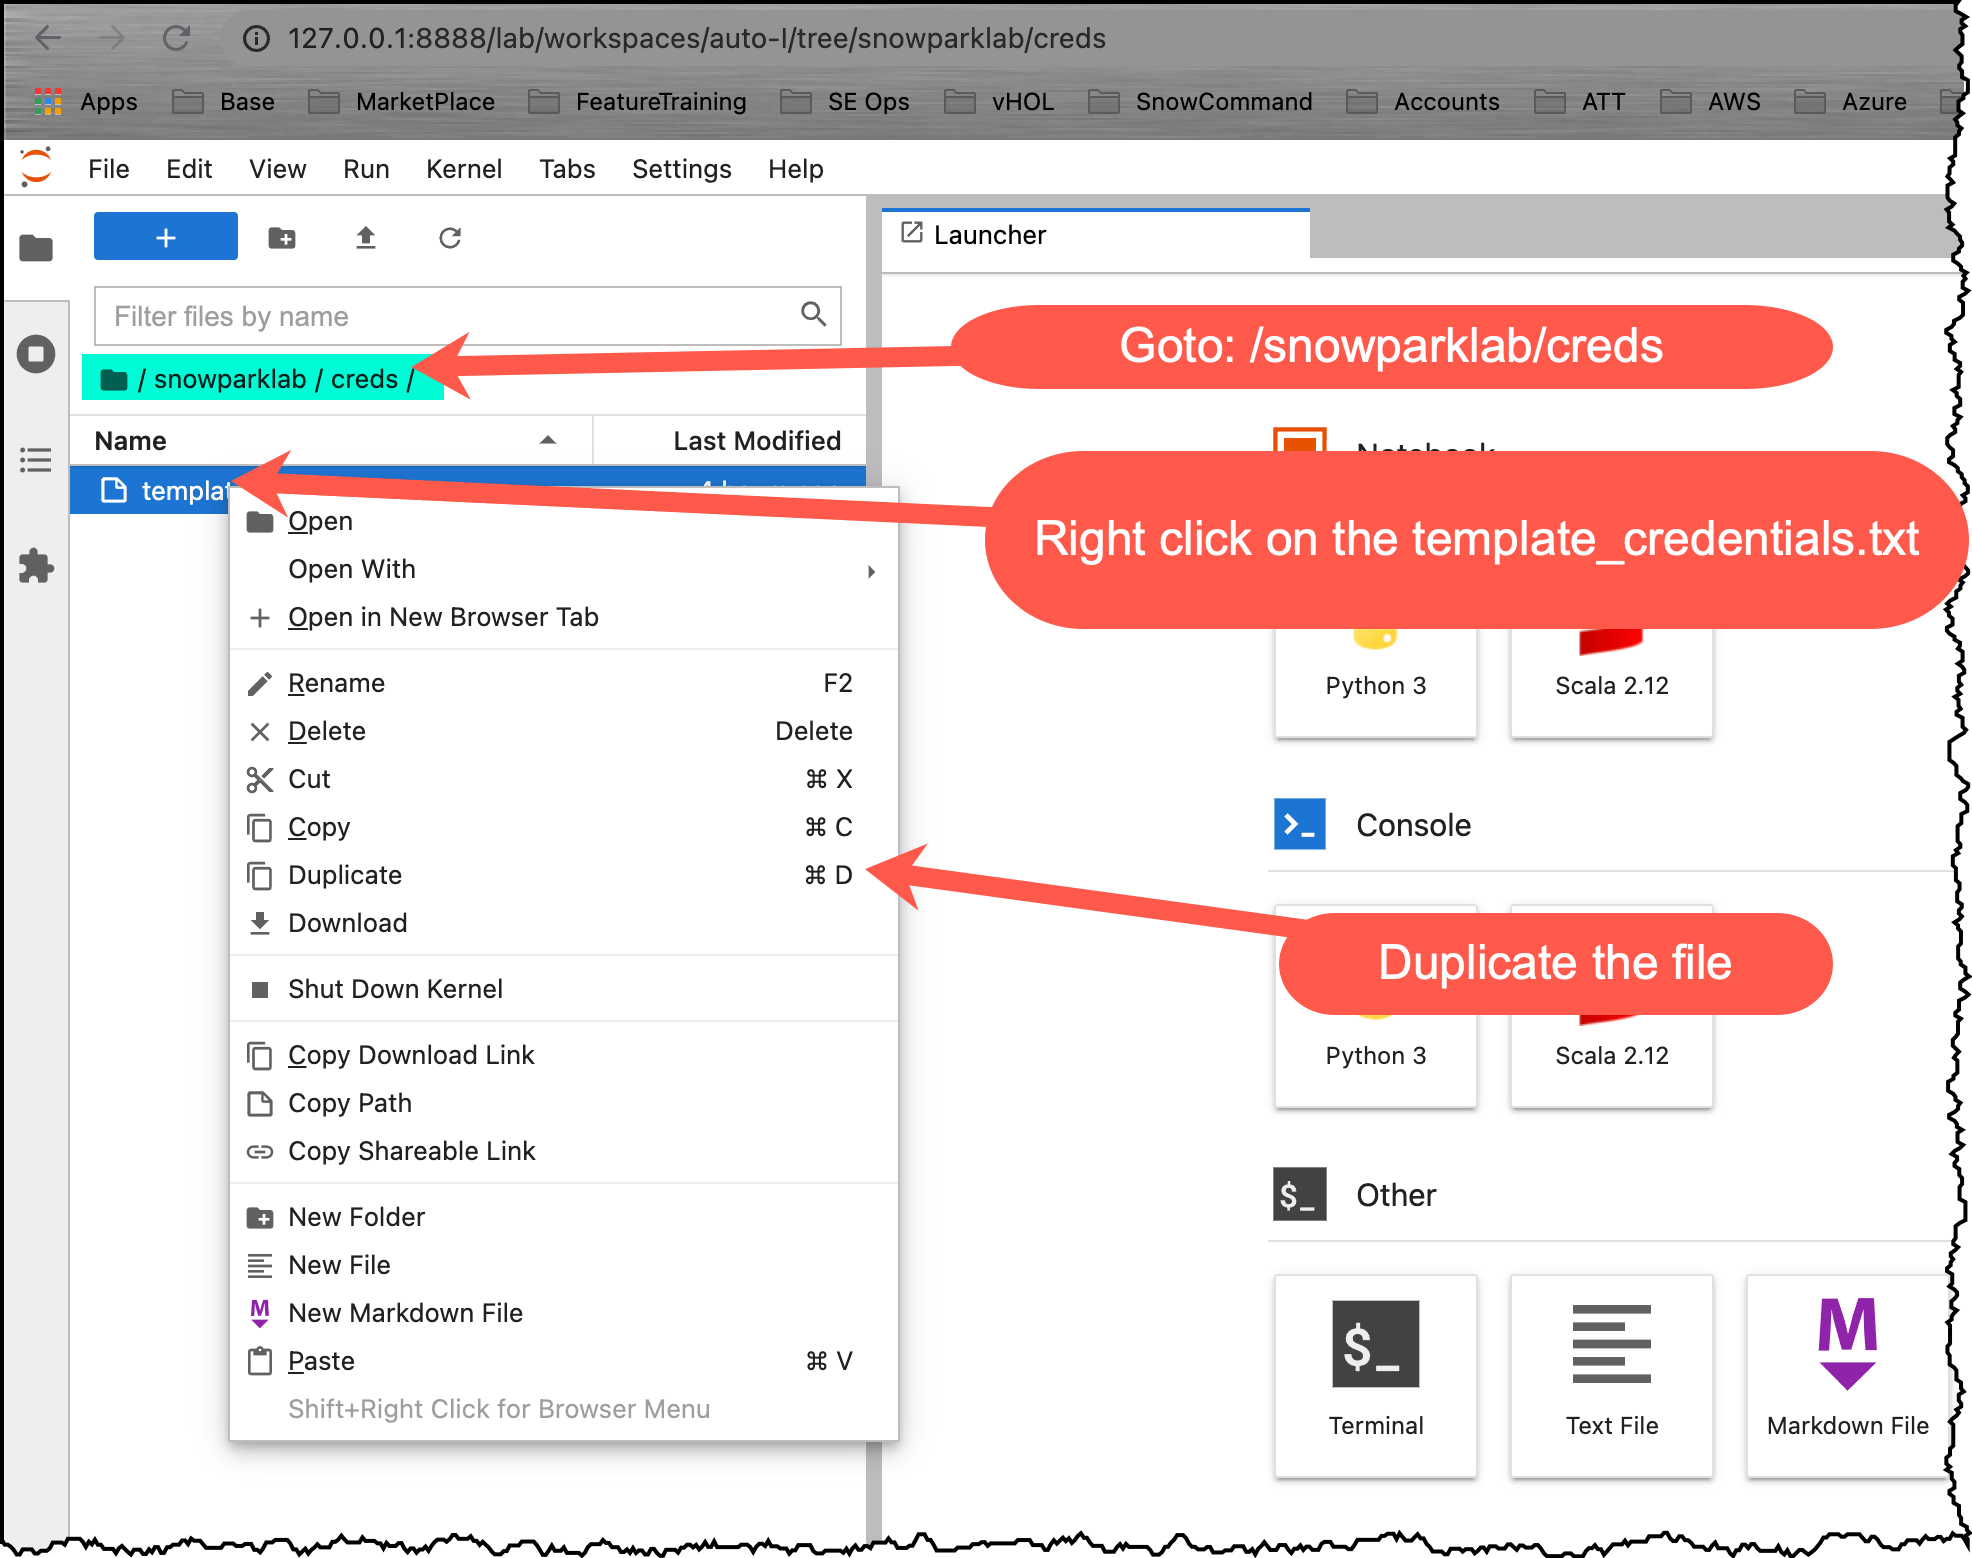 127.0.0.1:8888/lab/workspaces/auto-I/tree/snowparklab/creds
Apps Base MarketPlace FeatureTraining SE Ops vHOL SnowCommand Accounts ATT AWS Azure
File Edit View Run Kernel Tabs Settings Help
Launcher
Filter files by name
/ snowparklab / creds /
Goto: /snowparklab/creds
Name Last Modified
Notebook
Right click on the template_credentials.txt
Open
Open With
Open in New Browser Tab
Rename F2
Delete Delete
Cut ⌘ X
Copy ⌘ C
Duplicate ⌘ D
Download
Shut Down Kernel
Copy Download Link
Copy Path
Copy Shareable Link
New Folder
New File
New Markdown File
Paste ⌘ V
Shift+Right Click for Browser Menu
Python 3 Scala 2.12
Console
Duplicate the file
Python 3 Scala 2.12
$_ Other
$_
Terminal Text File Markdown File